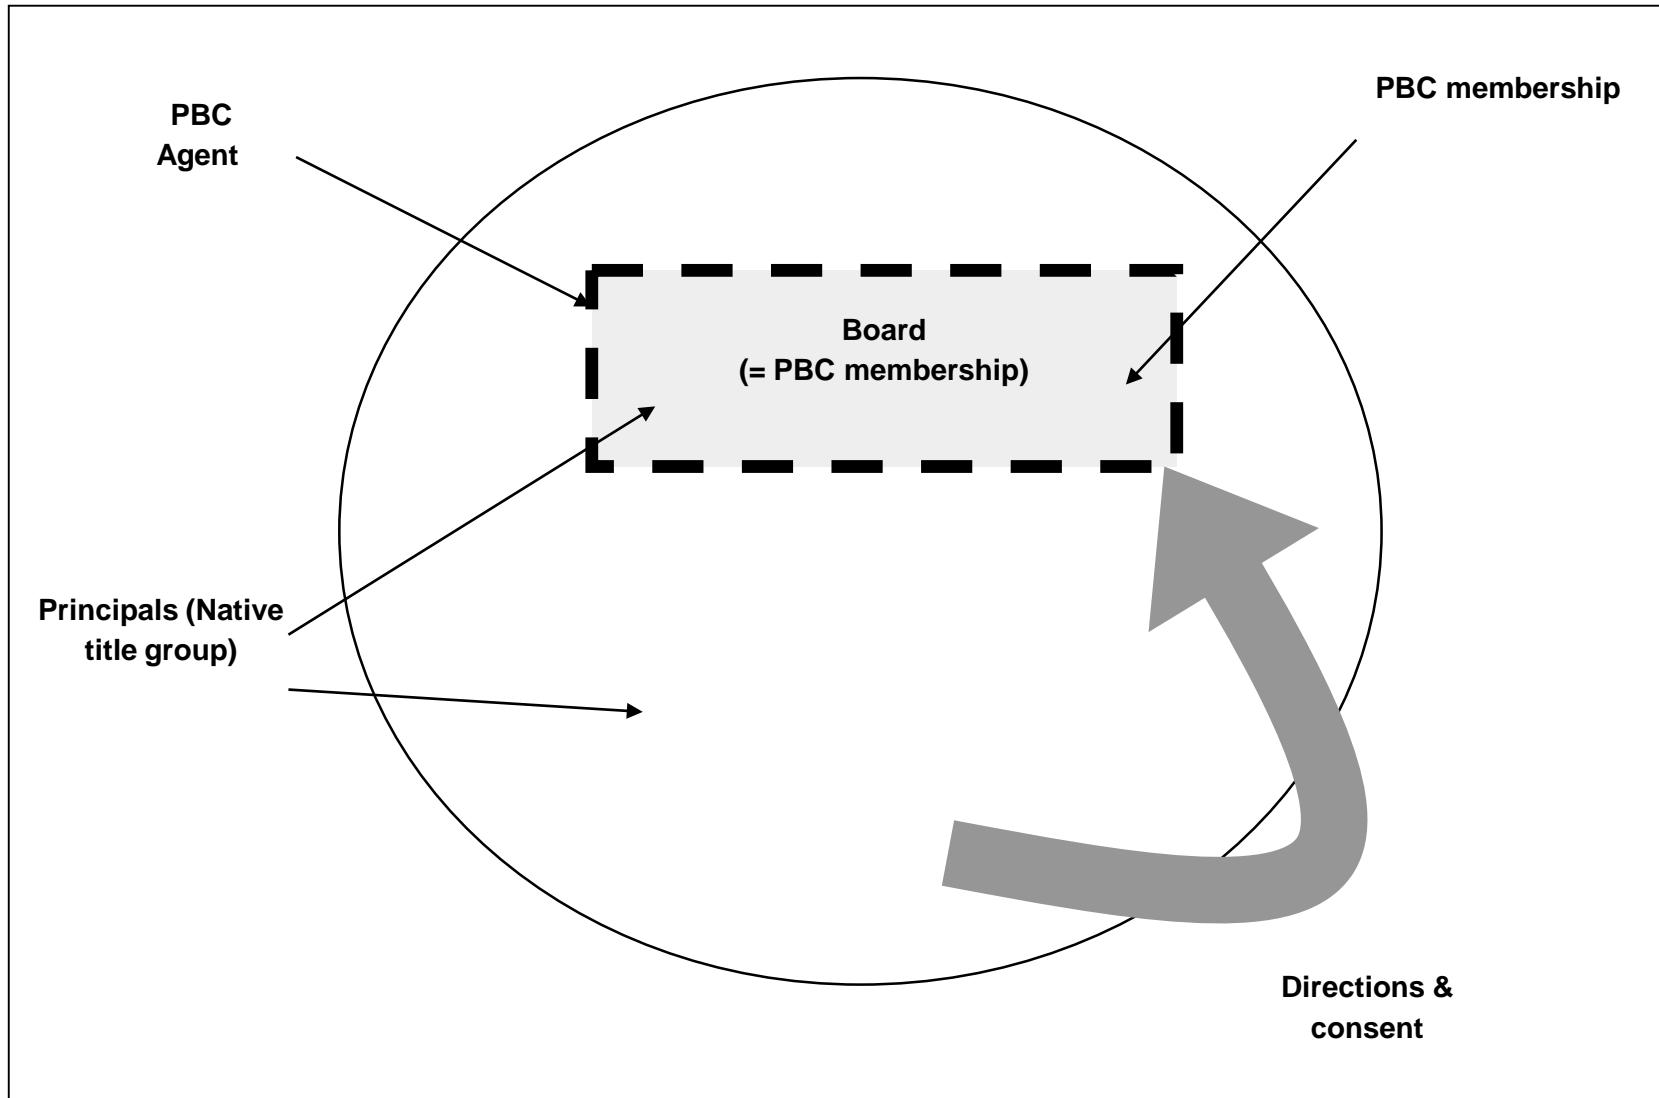 PBC
Agent
PBC membership
Board
(= PBC membership)
Principals (Native
title group)
Directions &
consent